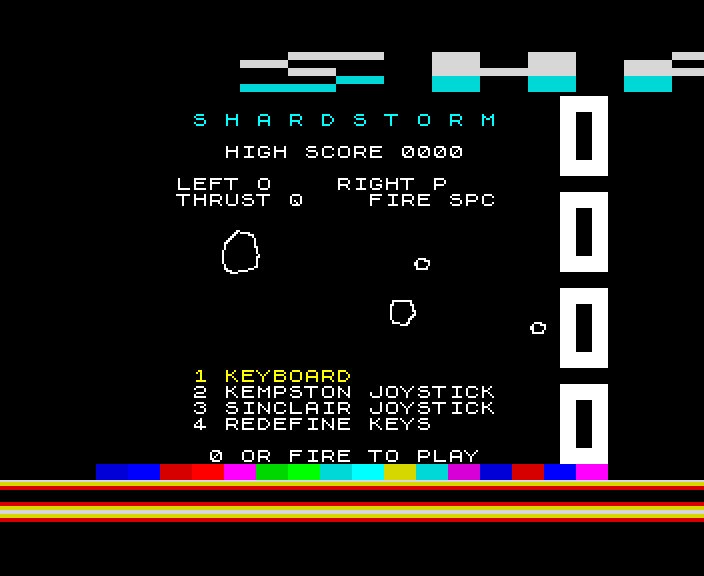 SHARDSTORM
HIGH SCORE 0000
LEFT O RIGHT P
THRUST Q FIRE SPC
1 KEYBOARD
2 KEMPSTON JOYSTICK
3 SINCLAIR JOYSTICK
4 REDEFINE KEYS
0 OR FIRE TO PLAY